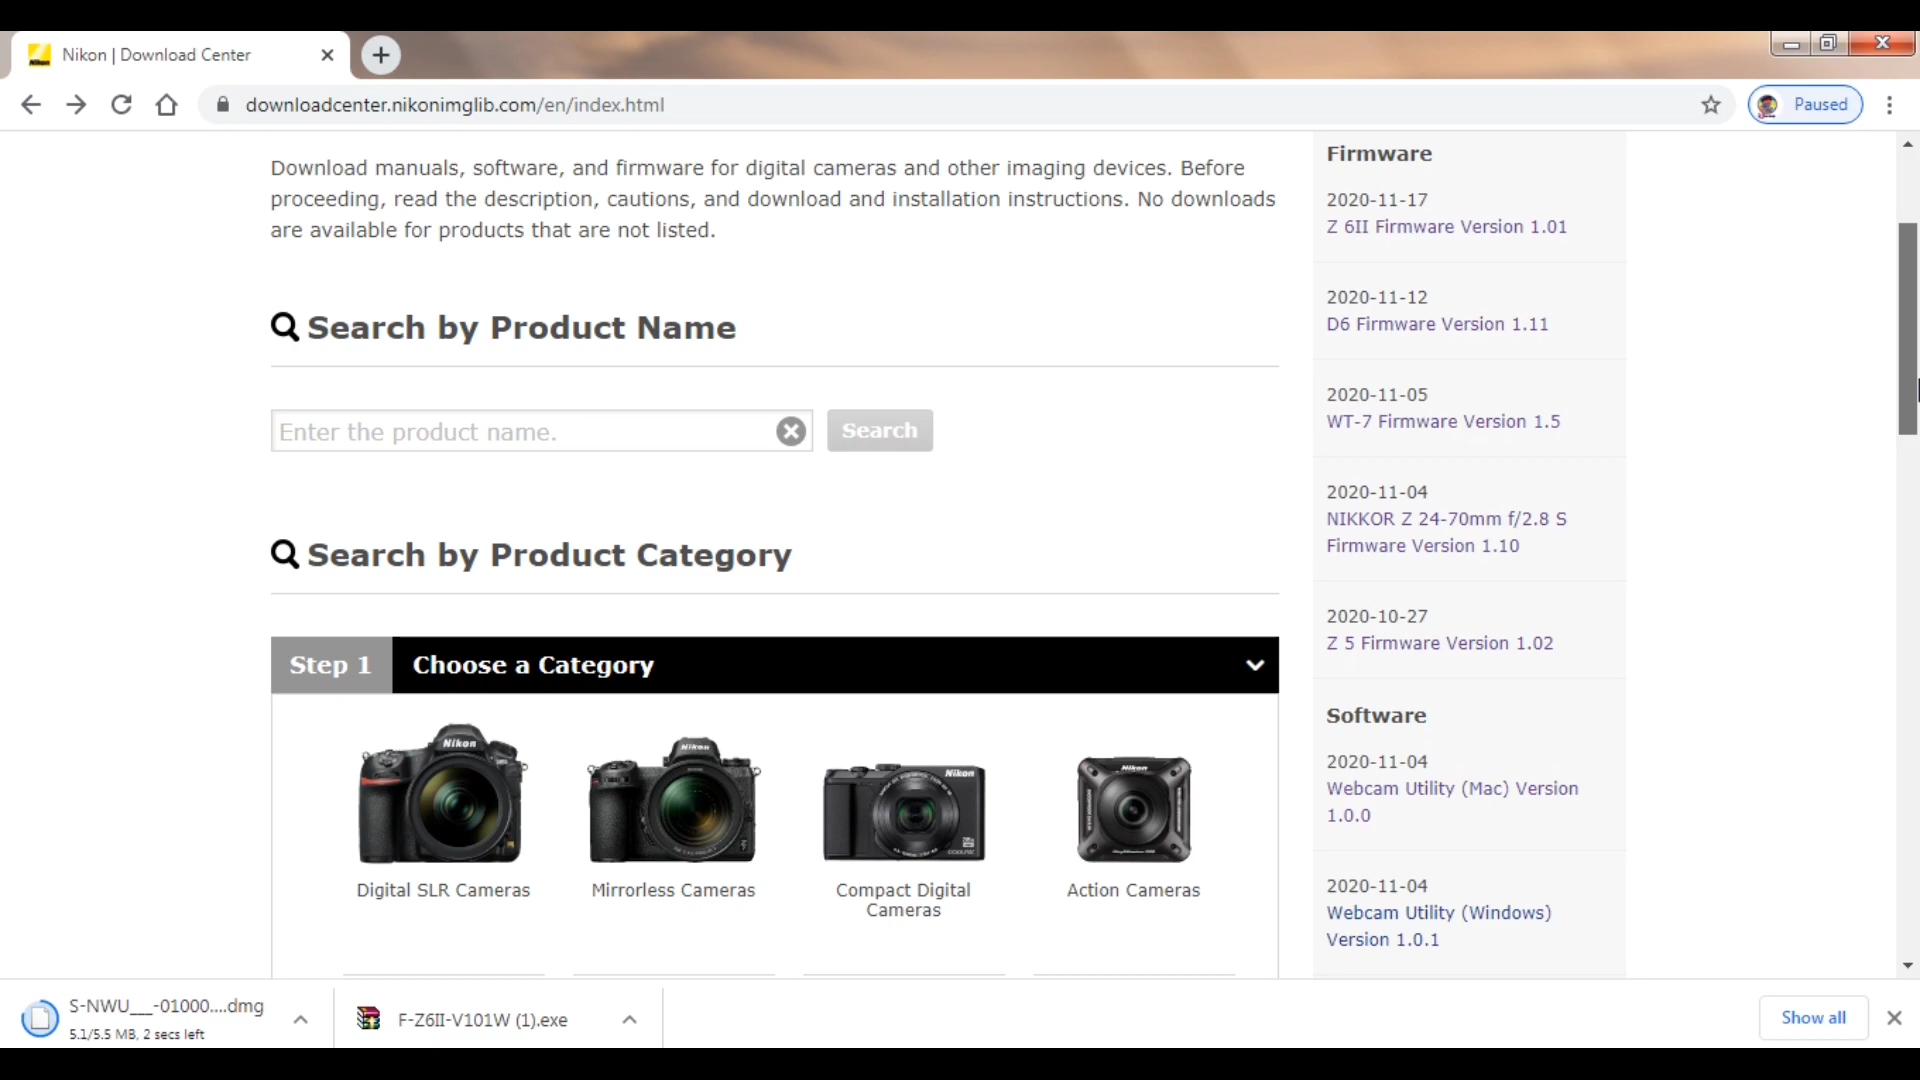 Nikon | Download Center
downloadcenter.nikonimglib.com/en/index.html
Paused
Download manuals, software, and firmware for digital cameras and other imaging devices. Before
proceeding, read the description, cautions, and download and installation instructions. No downloads
are available for products that are not listed.
Search by Product Name
Enter the product name.
Search
Search by Product Category
Step 1
Choose a Category
Nikon
Nikon
Nikon
Nikon
Digital SLR Cameras
Mirrorless Cameras
Compact Digital
Cameras
Action Cameras
Firmware
2020-11-17
Z 6II Firmware Version 1.01
2020-11-12
D6 Firmware Version 1.11
2020-11-05
WT-7 Firmware Version 1.5
2020-11-04
NIKKOR Z 24-70mm f/2.8 S
Firmware Version 1.10
2020-10-27
Z 5 Firmware Version 1.02
Software
2020-11-04
Webcam Utility (Mac) Version
1.0.0
2020-11-04
Webcam Utility (Windows)
Version 1.0.1
S-NWU___-01000....dmg
5.1/5.5 MB, 2 secs left
F-Z6II-V101W (1).exe
Show all